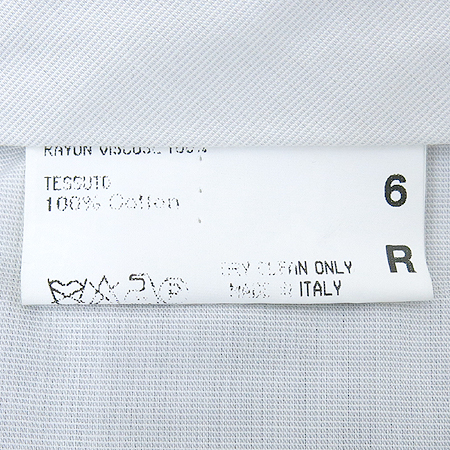 RAYON VISCOSE 100%
TESSUTO
100% Cotton
6
R
DRY CLEAN ONLY
MADE IN ITALY